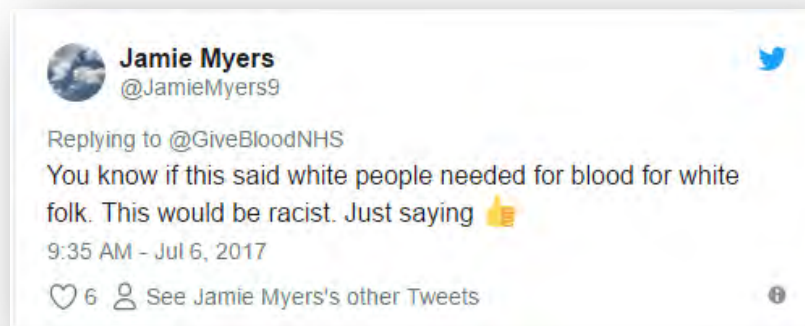 Jamie Myers
@JamieMyers9
Replying to @GiveBloodNHS
You know if this said white people needed for blood for white
folk. This would be racist. Just saying 👍
9:35 AM - Jul 6, 2017
6 See Jamie Myers's other Tweets